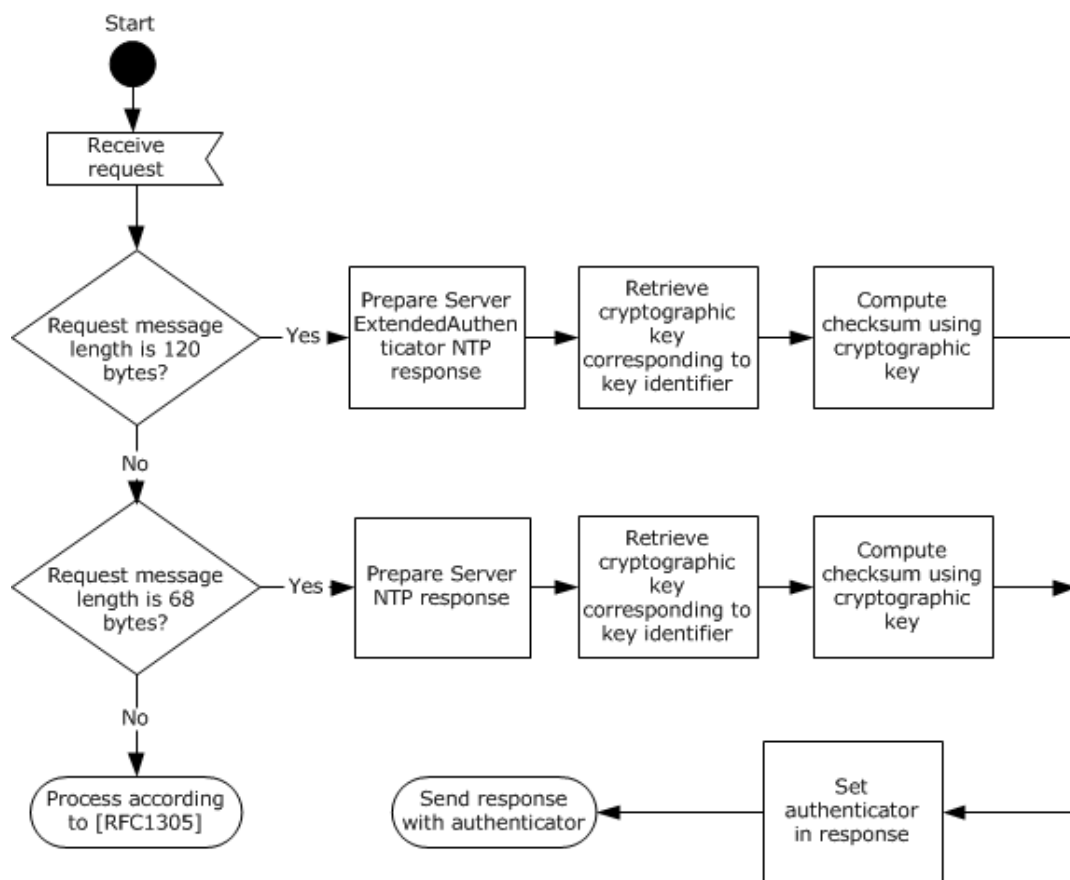 Start
Receive
request
Request message
length is 120
bytes?
Yes
Prepare Server
ExtendedAuthen
ticator NTP
response
Retrieve
cryptographic
key
corresponding to
key identifier
Compute
checksum using
cryptographic
key
No
Request message
length is 68
bytes?
Yes
Prepare Server
NTP response
Retrieve
cryptographic
key
corresponding to
key identifier
Compute
checksum using
cryptographic
key
No
Process according
to [RFC1305]
Send response
with authenticator
Set
authenticator
in response